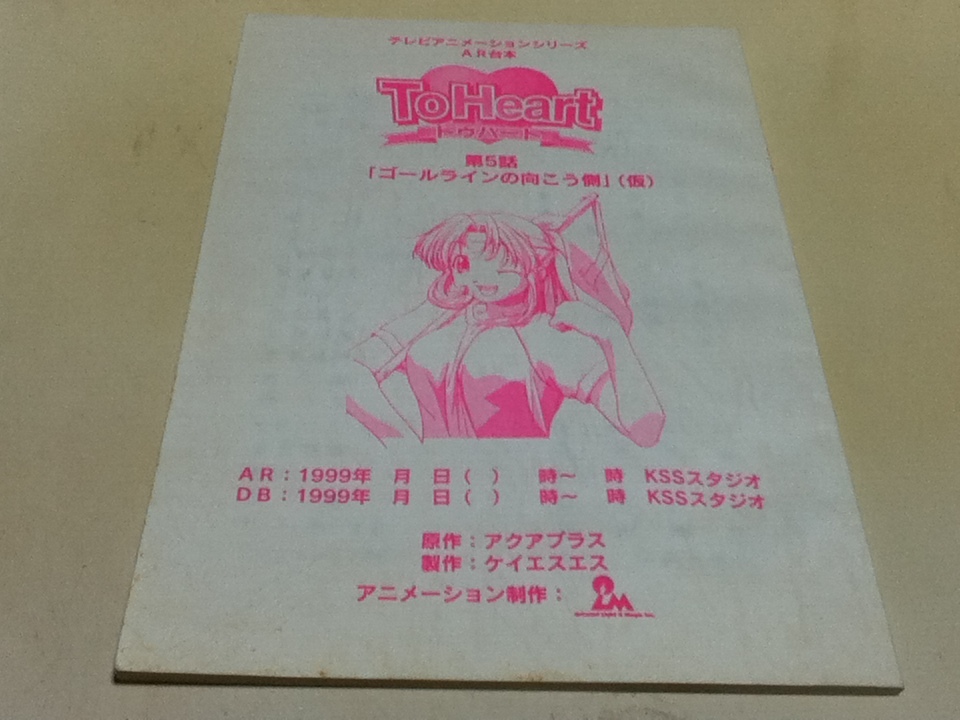 テレビアニメーションシリーズ
AR台本
To Heart
トゥハート
第5話
「ゴールラインの向こう側」(仮)
AR:1999年 月 日( ) 時~ 時 KSSスタジオ
DB:1999年 月 日( ) 時~ 時 KSSスタジオ
原作:アクアプラス
製作:ケイエスエス
アニメーション制作: